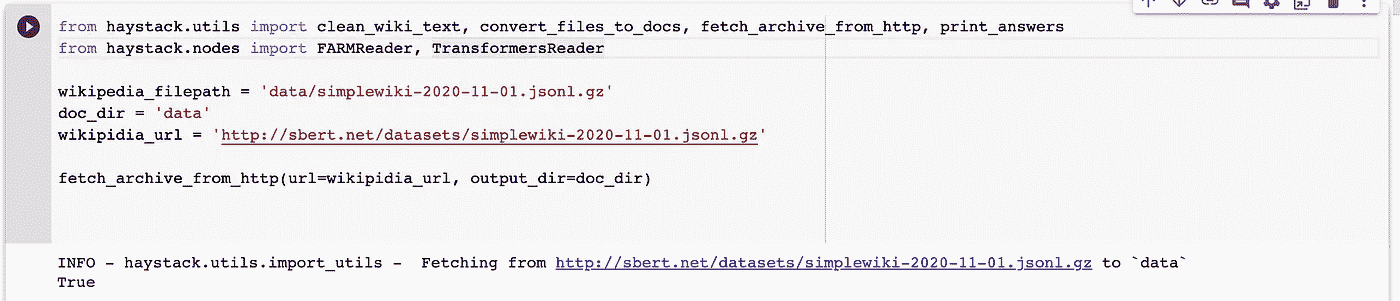 from haystack.utils import clean_wiki_text, convert_files_to_docs, fetch_archive_from_http, print_answers
from haystack.nodes import FARMReader, TransformersReader
wikipedia_filepath = 'data/simplewiki-2020-11-01.jsonl.gz'
doc_dir = 'data'
wikipidia_url = 'http://sbert.net/datasets/simplewiki-2020-11-01.jsonl.gz'
fetch_archive_from_http(url=wikipidia_url, output_dir=doc_dir)
INFO - haystack.utils.import_utils -  Fetching from http://sbert.net/datasets/simplewiki-2020-11-01.jsonl.gz to `data`
True